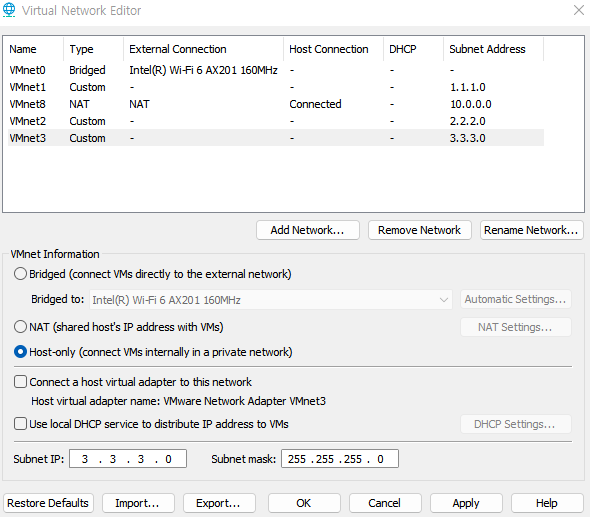 Virtual Network Editor
Name Type External Connection Host Connection DHCP Subnet Address
VMnet0 Bridged Intel(R) Wi-Fi 6 AX201 160MHz - - -
VMnet1 Custom - - - 1.1.1.0
VMnet8 NAT NAT Connected - 10.0.0.0
VMnet2 Custom - - - 2.2.2.0
VMnet3 Custom - - - 3.3.3.0
Add Network... Remove Network Rename Network...
VMnet Information
Bridged (connect VMs directly to the external network)
Bridged to: Intel(R) Wi-Fi 6 AX201 160MHz Automatic Settings...
NAT (shared host's IP address with VMs) NAT Settings...
Host-only (connect VMs internally in a private network)
Connect a host virtual adapter to this network
Host virtual adapter name: VMware Network Adapter VMnet3
Use local DHCP service to distribute IP address to VMs DHCP Settings...
Subnet IP: 3 . 3 . 3 . 0 Subnet mask: 255 . 255 . 255 . 0
Restore Defaults Import... Export... OK Cancel Apply Help